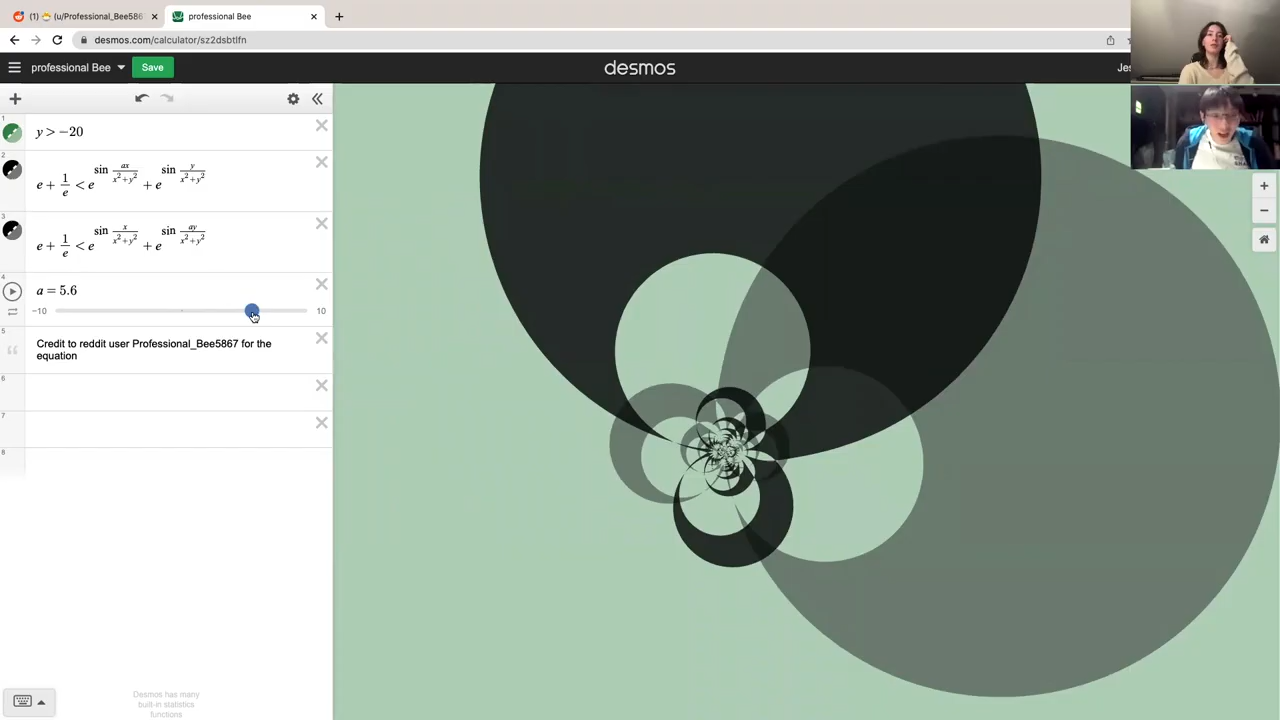 (1) 🐣 (u/Professional_Bee586
professional Bee
desmos.com/calculator/sz2dsbtlfn
professional Bee
Save
desmos
Jes
1
y > −20
2
e + 1/e < e^(sin ax/(x²+y²)) + e^(sin y/(x²+y²))
3
e + 1/e < e^(sin x/(x²+y²)) + e^(sin ay/(x²+y²))
4
a = 5.6
−10
10
5
Credit to reddit user Professional_Bee5867 for the
equation
6
7
8
Desmos has many
built-in statistics
functions